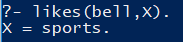 ?- likes(bell,X).
X = sports.